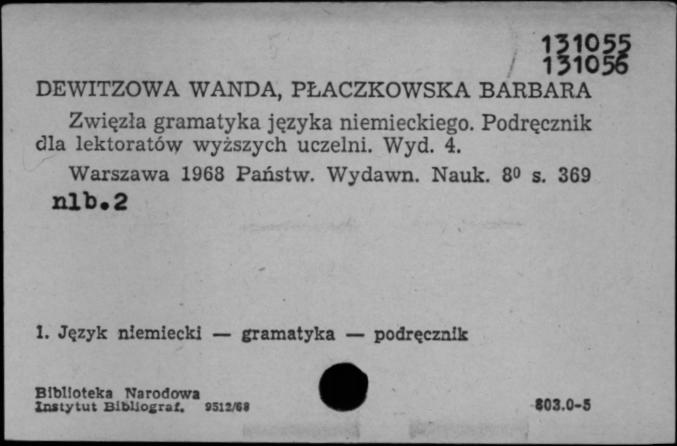 131055
131056
DEWITZOWA WANDA, PŁACZKOWSKA BARBARA
Zwięzła gramatyka języka niemieckiego. Podręcznik
dla lektoratów wyższych uczelni. Wyd. 4.
Warszawa 1968 Państw. Wydawn. Nauk. 8⁰ s. 369
nlb.2
1. Język niemiecki — gramatyka — podręcznik
Biblioteka Narodowa
Instytut Bibliograf. 9512/68
803.0-5